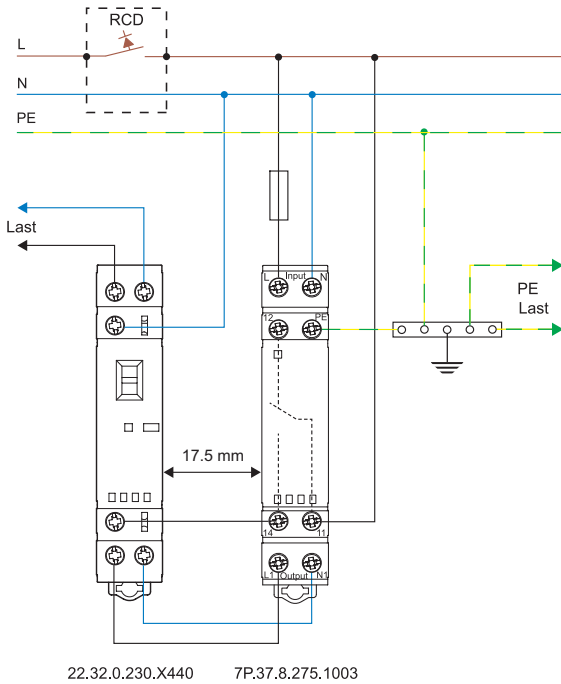 RCD
L
N
PE
Last
L Input N
12 PE
PE
Last
17.5 mm
14 11
L1 Output N1
22.32.0.230.X440 7P.37.8.275.1003